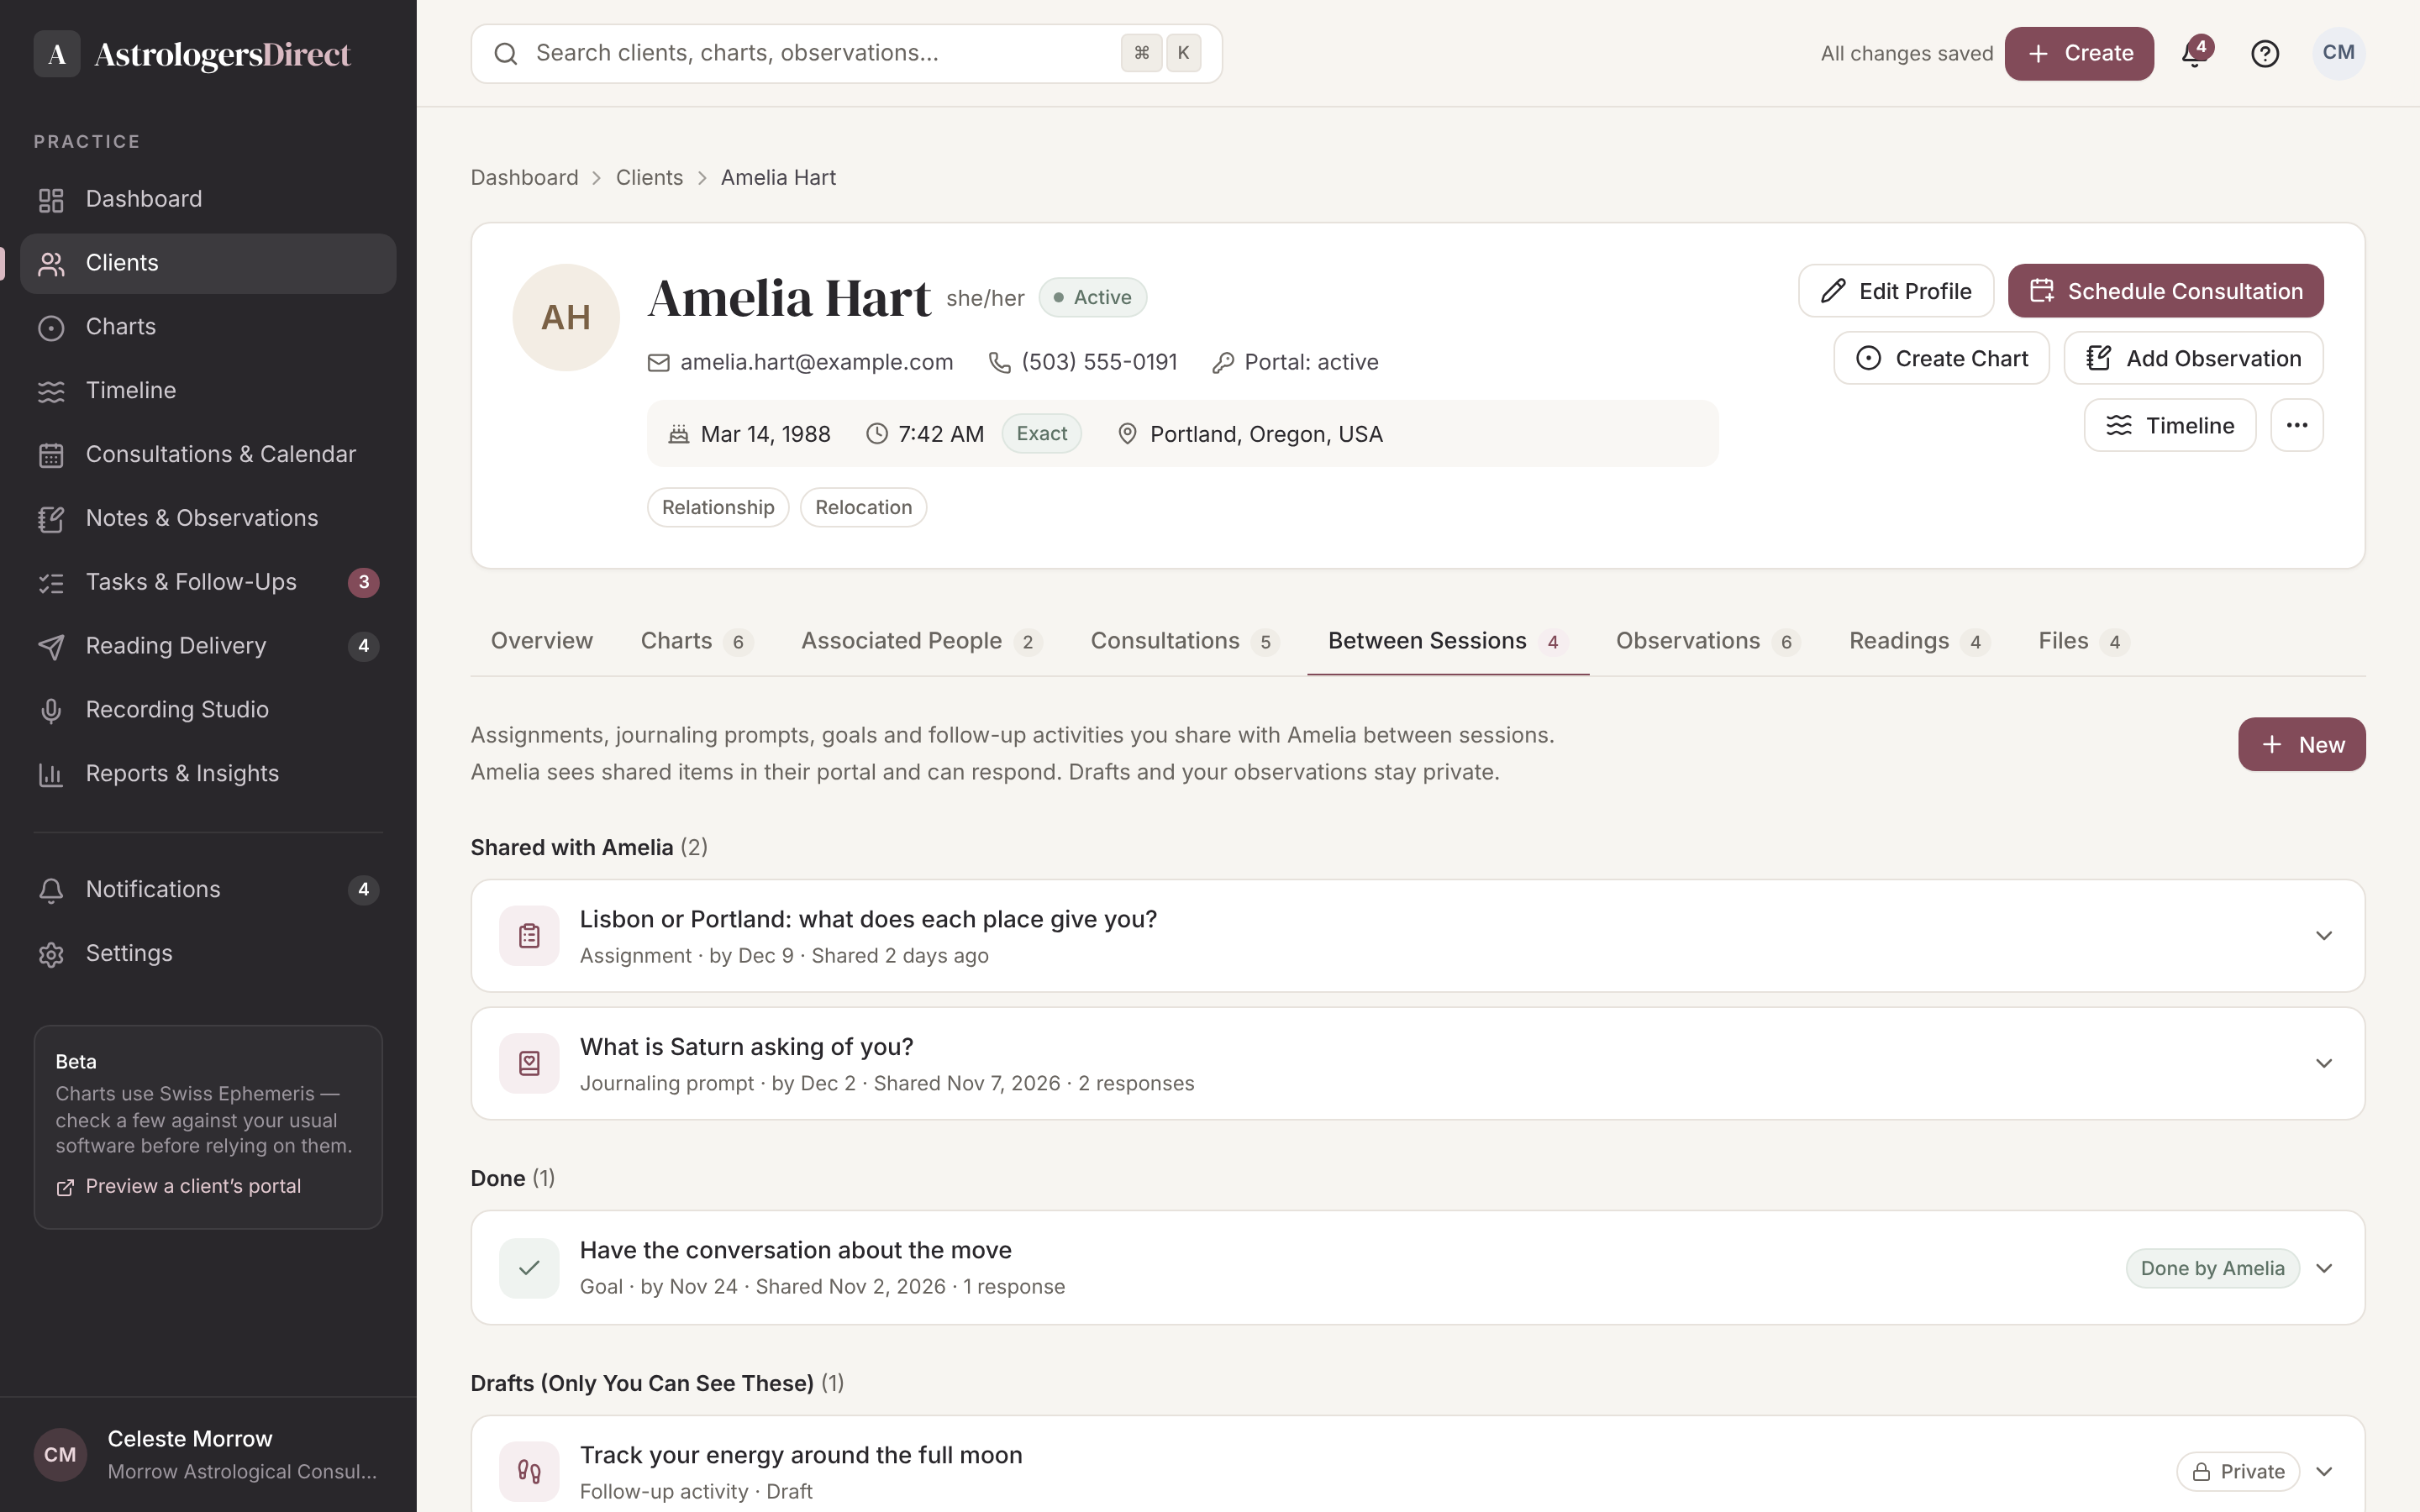 A AstrologersDirect
PRACTICE
Dashboard
Clients
Charts
Timeline
Consultations & Calendar
Notes & Observations
Tasks & Follow-Ups 3
Reading Delivery 4
Recording Studio
Reports & Insights
Notifications 4
Settings
Beta
Charts use Swiss Ephemeris —
check a few against your usual
software before relying on them.
Preview a client’s portal
CM
Celeste Morrow
Morrow Astrological Consul...
Search clients, charts, observations... ⌘ K
All changes saved
+ Create
4
CM
Dashboard > Clients > Amelia Hart
AH
Amelia Hart she/her Active
amelia.hart@example.com (503) 555-0191 Portal: active
Mar 14, 1988 7:42 AM Exact Portland, Oregon, USA
Relationship Relocation
Edit Profile Schedule Consultation
Create Chart Add Observation
Timeline ...
Overview Charts 6 Associated People 2 Consultations 5 Between Sessions 4 Observations 6 Readings 4 Files 4
Assignments, journaling prompts, goals and follow-up activities you share with Amelia between sessions.
Amelia sees shared items in their portal and can respond. Drafts and your observations stay private.
+ New
Shared with Amelia (2)
Lisbon or Portland: what does each place give you?
Assignment · by Dec 9 · Shared 2 days ago
What is Saturn asking of you?
Journaling prompt · by Dec 2 · Shared Nov 7, 2026 · 2 responses
Done (1)
Have the conversation about the move
Goal · by Nov 24 · Shared Nov 2, 2026 · 1 response
Done by Amelia
Drafts (Only You Can See These) (1)
Track your energy around the full moon
Follow-up activity · Draft
Private